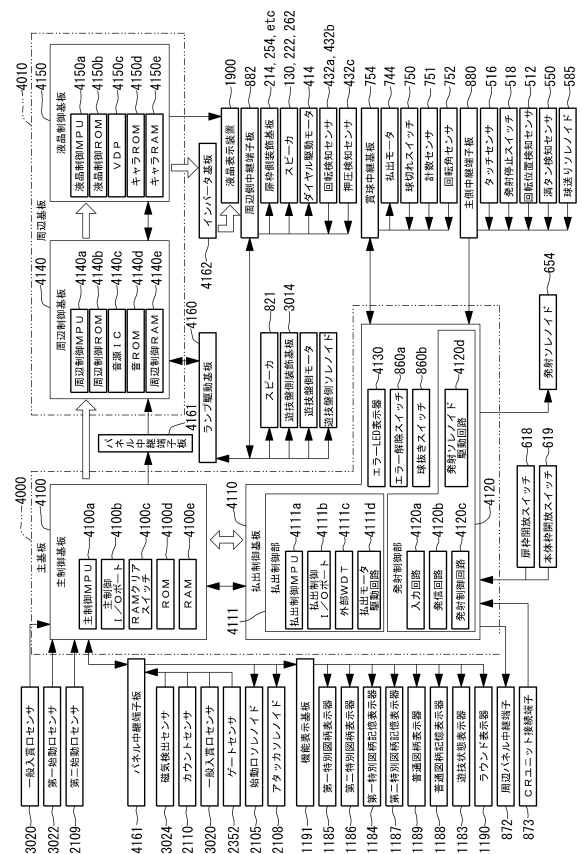 3020 一般入賞口センサ
3022 第一始動口センサ
2109 第二始動口センサ
4161 パネル中継端子板
3024 磁気検出センサ
2110 カウントセンサ
3020 一般入賞口センサ
2352 ゲートセンサ
2105 始動口ソレノイド
2108 アタッカソレノイド
1191 機能表示基板
1185 第一特別図柄表示器
1186 第二特別図柄表示器
1184 第一特別図柄記憶表示器
1187 第二特別図柄記憶表示器
1189 普通図柄表示器
1188 普通図柄記憶表示器
1183 遊技状態表示器
1190 ラウンド表示器
872 周辺パネル中継端子
873 CRユニット接続端子
4000
主基板
4100
主制御基板
主制御MPU 4100a
主制御
I/Oポート 4100b
RAMクリア
スイッチ 4100c
ROM 4100d
RAM 4100e
4110
払出制御基板
4111
払出制御部
払出制御MPU 4111a
払出制御
I/Oポート 4111b
外部WDT 4111c
払出モータ
駆動回路 4111d
エラーLED表示器 4130
エラー解除スイッチ 860a
球抜きスイッチ 860b
発射制御部
4120
入力回路 4120a
発信回路 4120b
発射制御回路 4120c
発射ソレノイド
駆動回路 4120d
扉枠開放スイッチ 618
本体枠開放スイッチ 619
発射ソレノイド 654
パネル中継端子板
4161
4010
周辺基板
4140
周辺制御基板
周辺制御MPU 4140a
周辺制御ROM 4140b
音源IC 4140c
音ROM 4140d
周辺制御RAM 4140e
4150
液晶制御基板
液晶制御MPU 4150a
液晶制御ROM 4150b
VDP 4150c
キャラROM 4150d
キャラRAM 4150e
ランプ駆動基板
4160
インバータ基板
4162
スピーカ 821
遊技盤側装飾基板 3014
遊技盤側モータ
遊技盤側ソレノイド
液晶表示装置 1900
周辺側中継端子板 882
扉枠側装飾基板 214, 254, etc
スピーカ 130, 222, 262
ダイヤル駆動モータ 414
回転検知センサ 432a, 432b
押圧検知センサ 432c
賞球中継基板 754
払出モータ 744
球切れスイッチ 750
計数センサ 751
回転角センサ 752
主側中継端子板 880
タッチセンサ 516
発射停止スイッチ 518
回転位置検知センサ 512
満タン検知センサ 550
球送りソレノイド 585